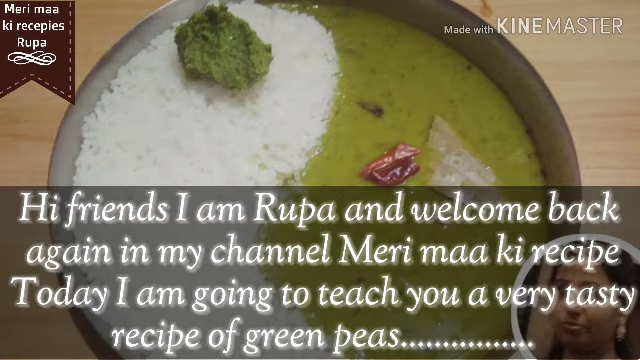 Meri maa
ki recepies
Rupa
Made with KINEMASTER
Hi friends I am Rupa and welcome back
again in my channel Meri maa ki recipe
Today I am going to teach you a very tasty
recipe of green peas................